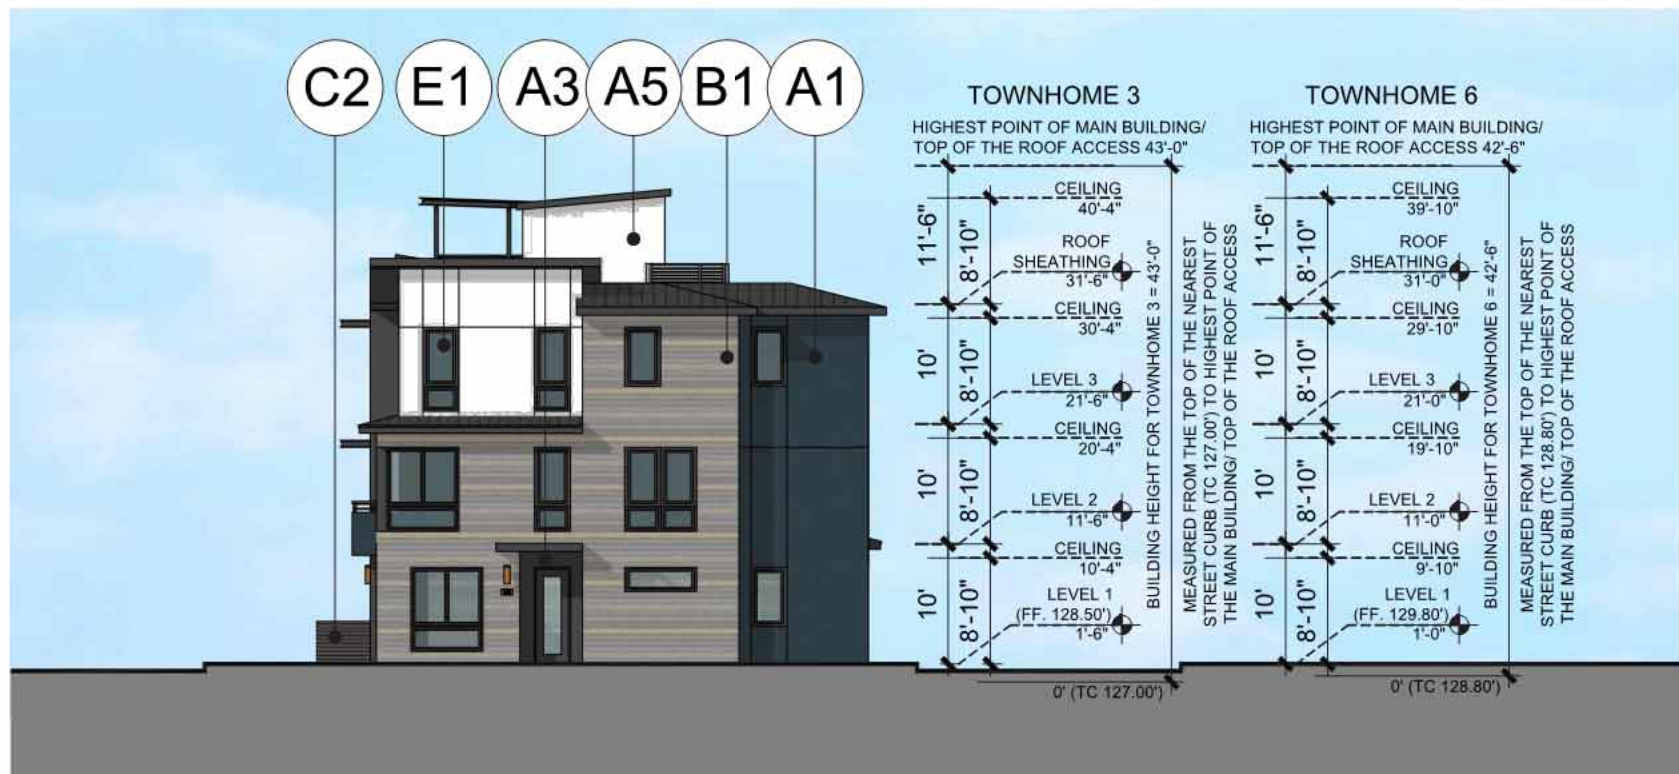 C2 E1 A3 A5 B1 A1
TOWNHOME 3
HIGHEST POINT OF MAIN BUILDING/
TOP OF THE ROOF ACCESS 43'-0"
CEILING
40'-4"
ROOF
SHEATHING
31'-6"
CEILING
30'-4"
LEVEL 3
21'-6"
CEILING
20'-4"
LEVEL 2
11'-6"
CEILING
10'-4"
LEVEL 1
(FF. 128.50')
1'-6"
0' (TC 127.00')
11'-6"
10'
10'
10'
8'-10"
8'-10"
8'-10"
8'-10"
BUILDING HEIGHT FOR TOWNHOME 3 = 43'-0"
MEASURED FROM THE TOP OF THE NEAREST
STREET CURB (TC 127.00') TO HIGHEST POINT OF
THE MAIN BUILDING/ TOP OF THE ROOF ACCESS
TOWNHOME 6
HIGHEST POINT OF MAIN BUILDING/
TOP OF THE ROOF ACCESS 42'-6"
CEILING
39'-10"
ROOF
SHEATHING
31'-0"
CEILING
29'-10"
LEVEL 3
21'-0"
CEILING
19'-10"
LEVEL 2
11'-0"
CEILING
9'-10"
LEVEL 1
(FF. 129.80')
1'-0"
0' (TC 128.80')
11'-6"
10'
10'
10'
8'-10"
8'-10"
8'-10"
8'-10"
BUILDING HEIGHT FOR TOWNHOME 6 = 42'-6"
MEASURED FROM THE TOP OF THE NEAREST
STREET CURB (TC 128.80') TO HIGHEST POINT OF
THE MAIN BUILDING/ TOP OF THE ROOF ACCESS